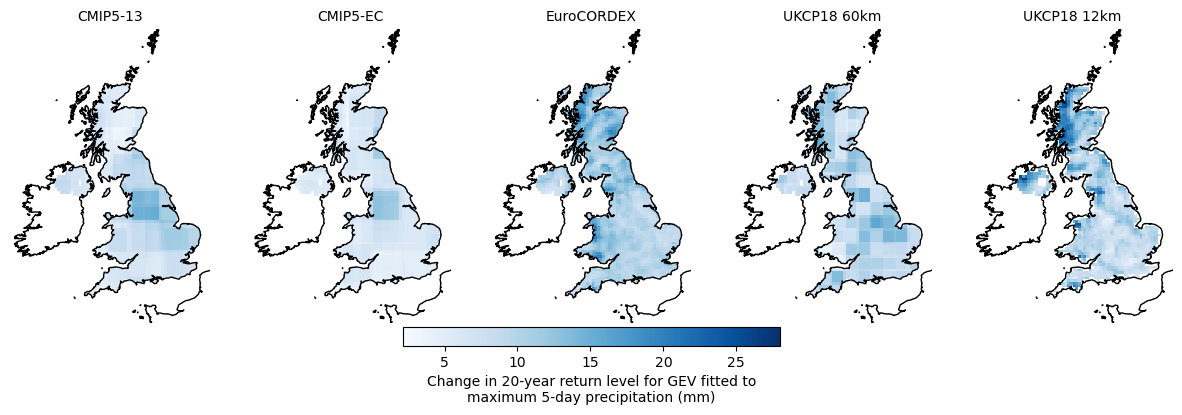 CMIP5-13
CMIP5-EC
EuroCORDEX
UKCP18 60km
UKCP18 12km
5
10
15
20
25
Change in 20-year return level for GEV fitted to
maximum 5-day precipitation (mm)